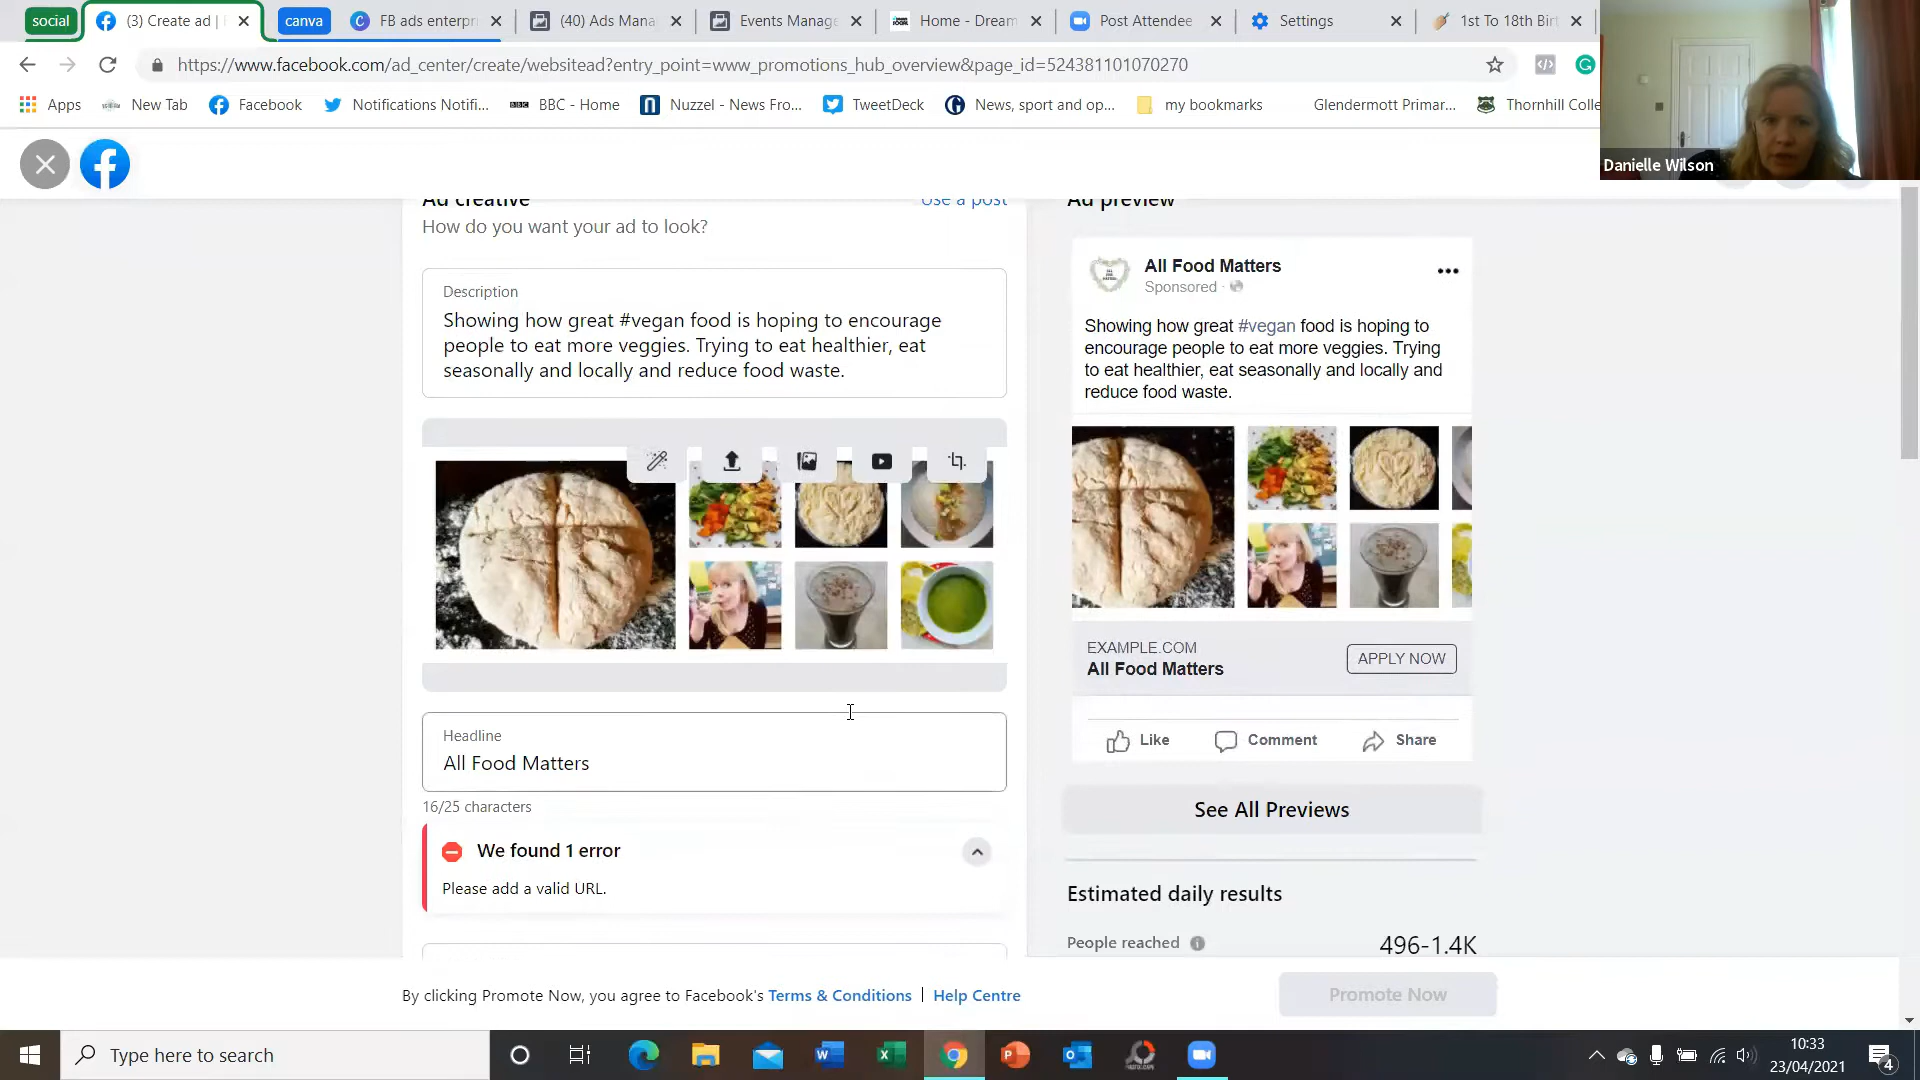 social
(3) Create ad |
canva
FB ads enterpri
(40) Ads Mana
Events Manage
Home - Dream
Post Attendee
Settings
1st To 18th Bir
https://www.facebook.com/ad_center/create/websitead?entry_point=www_promotions_hub_overview&page_id=524381101070270
Apps
New Tab
Facebook
Notifications Notifi...
BBC - Home
Nuzzel - News Fro...
TweetDeck
News, sport and op...
my bookmarks
Glendermott Primar...
Thornhill Colle
Danielle Wilson
Ad creative
Use a post
How do you want your ad to look?
Description
Showing how great #vegan food is hoping to encourage
people to eat more veggies. Trying to eat healthier, eat
seasonally and locally and reduce food waste.
Headline
All Food Matters
16/25 characters
We found 1 error
Please add a valid URL.
Ad preview
All Food Matters
Sponsored ·
Showing how great #vegan food is hoping to
encourage people to eat more veggies. Trying
to eat healthier, eat seasonally and locally and
reduce food waste.
EXAMPLE.COM
All Food Matters
APPLY NOW
Like
Comment
Share
See All Previews
Estimated daily results
People reached
496-1.4K
By clicking Promote Now, you agree to Facebook's Terms & Conditions | Help Centre
Promote Now
Type here to search
10:33
23/04/2021
4